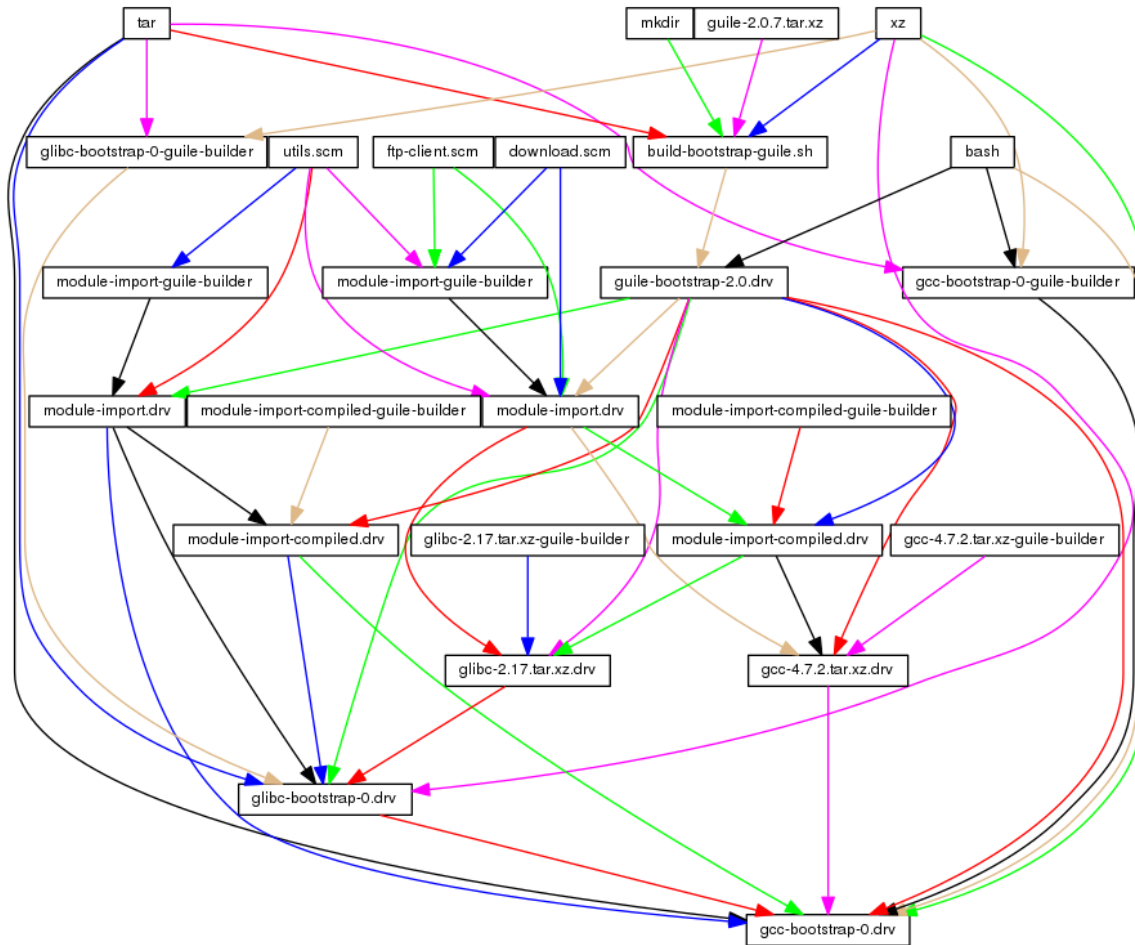 tar
mkdir
guile-2.0.7.tar.xz
xz
glibc-bootstrap-0-guile-builder
utils.scm
ftp-client.scm
download.scm
build-bootstrap-guile.sh
bash
module-import-guile-builder
module-import-guile-builder
guile-bootstrap-2.0.drv
gcc-bootstrap-0-guile-builder
module-import.drv
module-import-compiled-guile-builder
module-import.drv
module-import-compiled-guile-builder
module-import-compiled.drv
glibc-2.17.tar.xz-guile-builder
module-import-compiled.drv
gcc-4.7.2.tar.xz-guile-builder
glibc-2.17.tar.xz.drv
gcc-4.7.2.tar.xz.drv
glibc-bootstrap-0.drv
gcc-bootstrap-0.drv